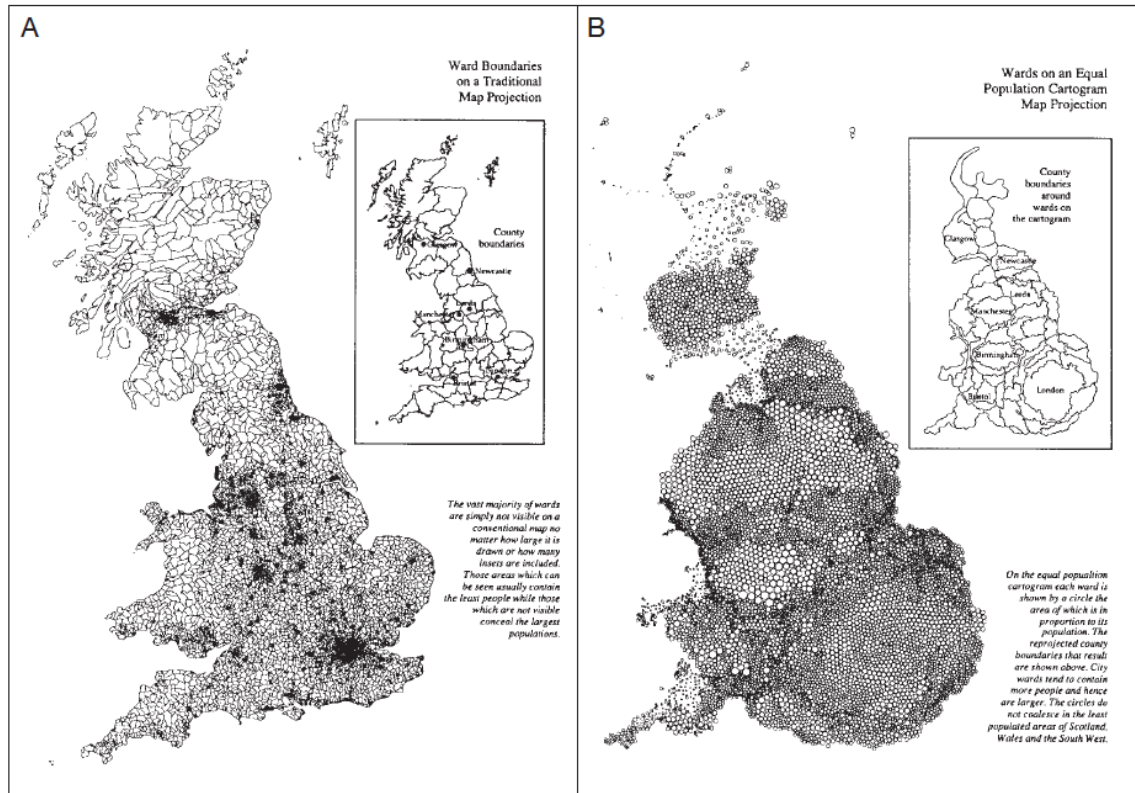 A
Ward Boundaries
on a Traditional
Map Projection
County
boundaries
Glasgow
Newcastle
Leeds
Manchester
Birmingham
Bristol
London
The vast majority of wards
are simply not visible on a
conventional map no
matter how large it is
drawn or how many
insets are included.
Those areas which can
be seen usually contain
the least people while those
which are not visible
conceal the largest
populations.
B
Wards on an Equal
Population Cartogram
Map Projection
County
boundaries
around
wards on
the cartogram
Glasgow
Newcastle
Leeds
Manchester
Birmingham
Bristol
London
On the equal popualtion
cartogram each ward is
shown by a circle the
area of which is in
proportion to its
population. The
reprojected county
boundaries that result
are shown above. City
wards tend to contain
more people and hence
are larger. The circles do
not coalesce in the least
populated areas of Scotland,
Wales and the South West.